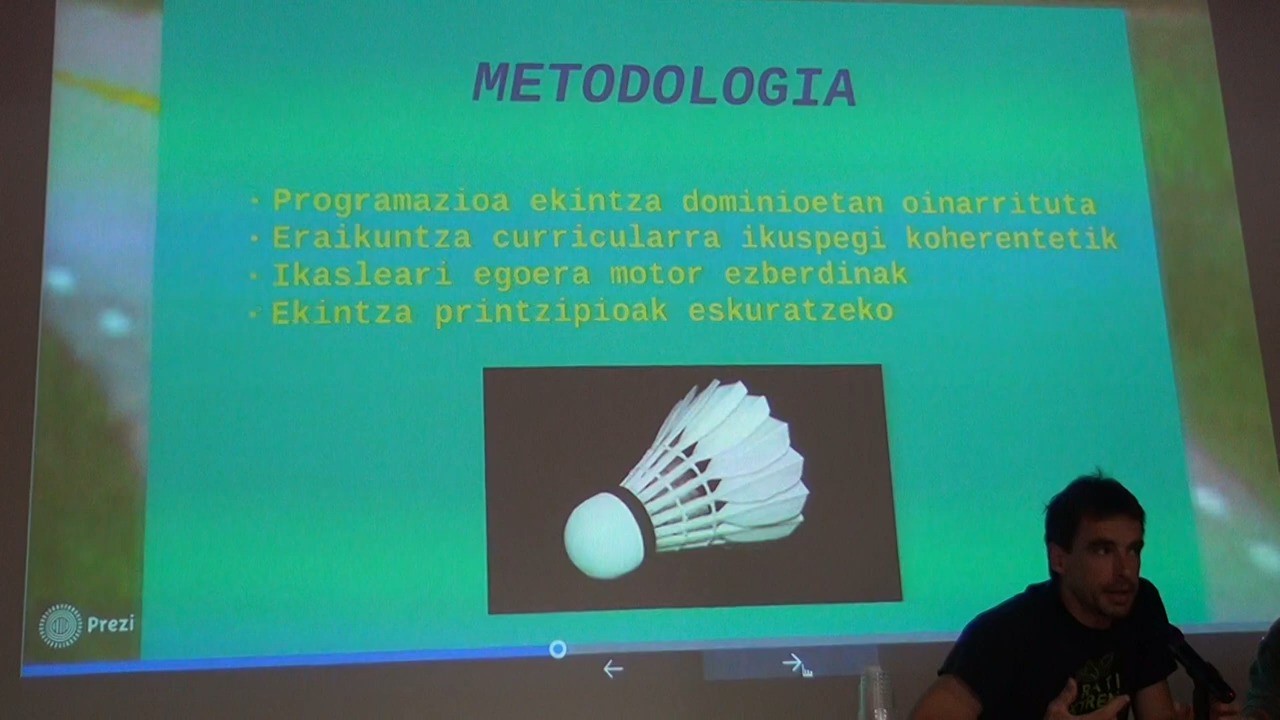 METODOLOGIA
· Programazioa ekintza dominioetan oinarrituta
· Eraikuntza curricularra ikuspegi koherentetik
· Ikasleari egoera motor ezberdinak
· Ekintza printzipioak eskuratzeko
Prezi